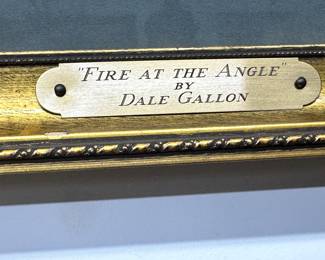 "FIRE AT THE ANGLE"
BY
DALE GALLON